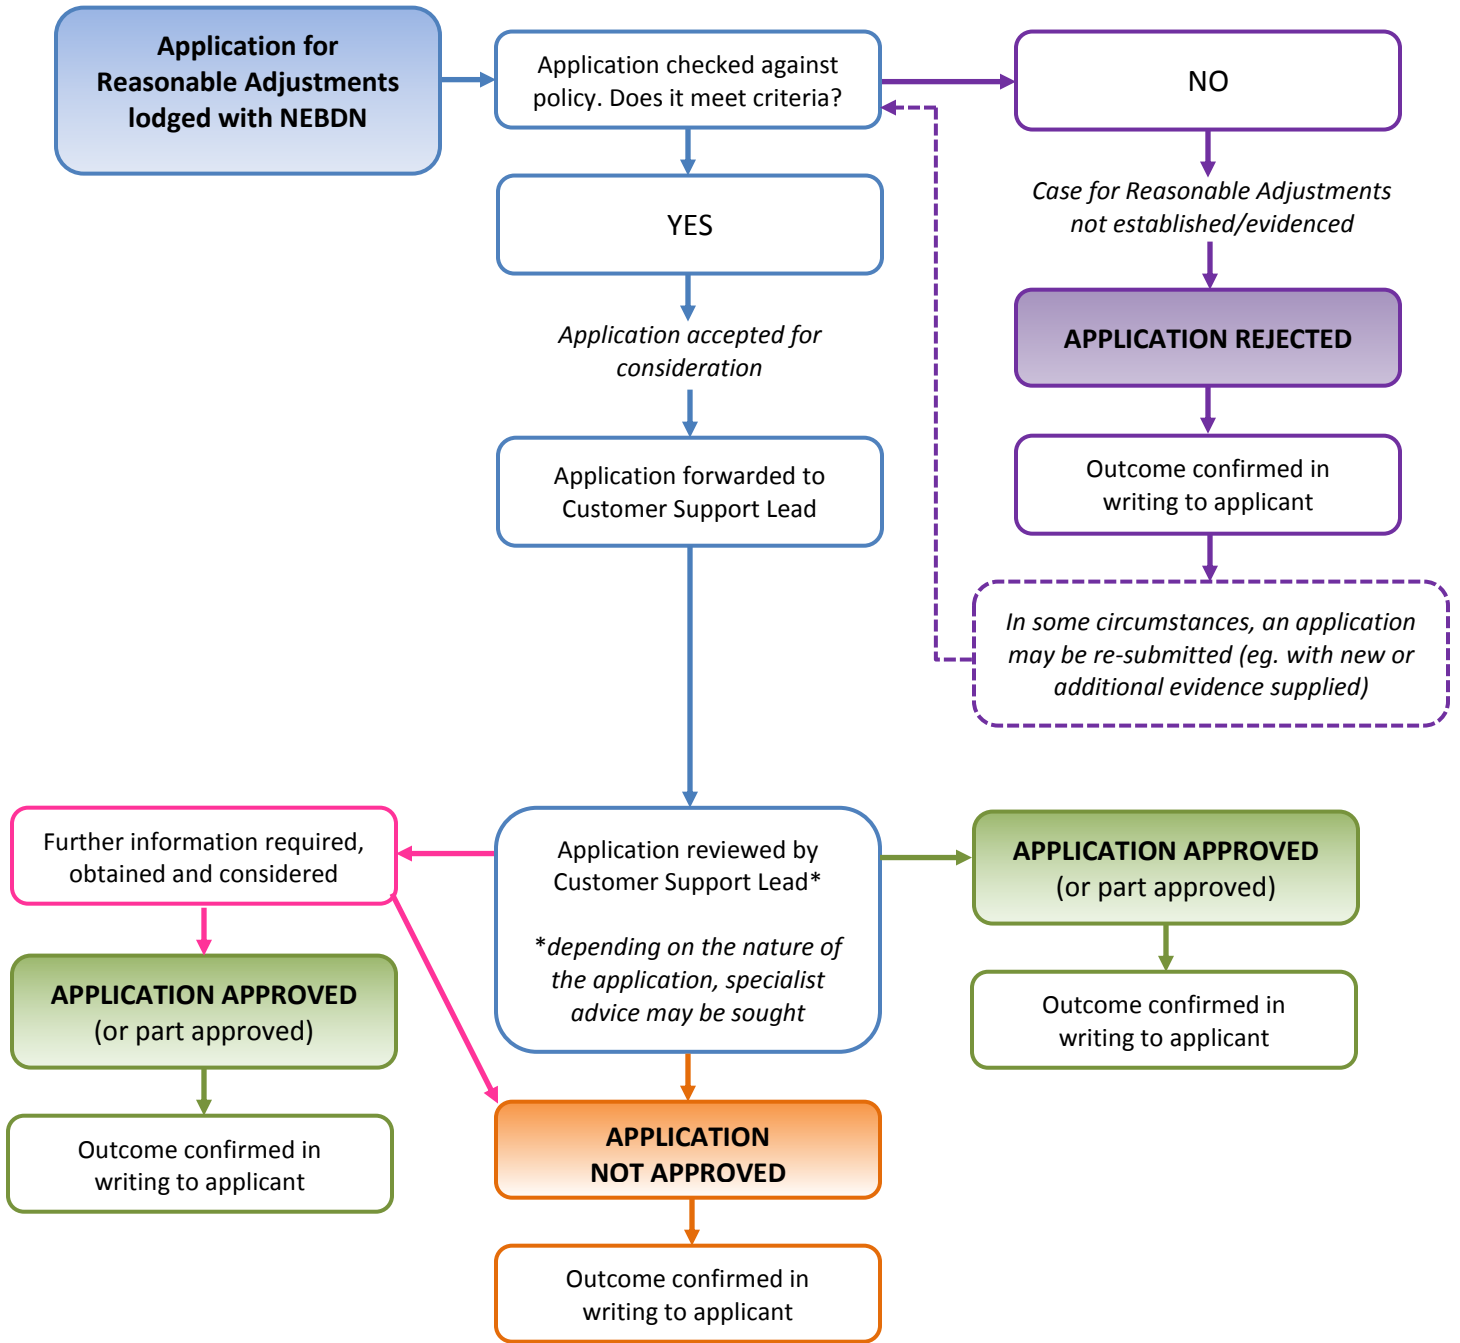 Application for
Reasonable Adjustments
lodged with NEBDN
Application checked against
policy. Does it meet criteria?
NO
YES
Case for Reasonable Adjustments
not established/evidenced
Application accepted for
consideration
APPLICATION REJECTED
Application forwarded to
Customer Support Lead
Outcome confirmed in
writing to applicant
In some circumstances, an application
may be re-submitted (eg. with new or
additional evidence supplied)
Further information required,
obtained and considered
Application reviewed by
Customer Support Lead*
*depending on the nature of
the application, specialist
advice may be sought
APPLICATION APPROVED
(or part approved)
Outcome confirmed in
writing to applicant
APPLICATION APPROVED
(or part approved)
Outcome confirmed in
writing to applicant
APPLICATION
NOT APPROVED
Outcome confirmed in
writing to applicant